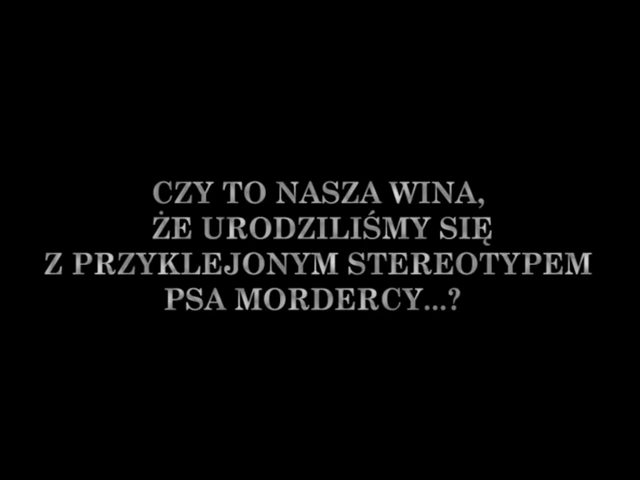 CZY TO NASZA WINA,
ŻE URODZILIŚMY SIĘ
Z PRZYKLEJONYM STEREOTYPEM
PSA MORDERCY...?